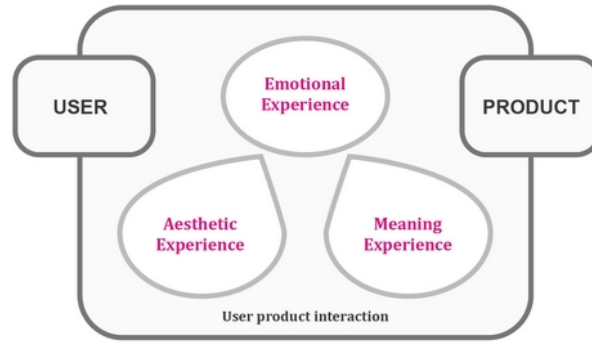 Emotional
Experience
USER
PRODUCT
Aesthetic
Experience
Meaning
Experience
User product interaction